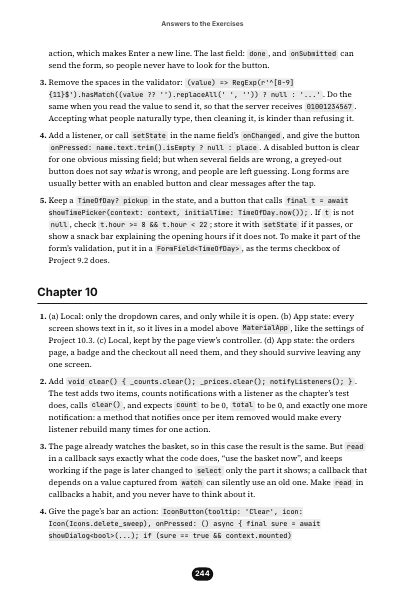 Answers to the Exercises
action, which makes Enter a new line. The last field: done, and onSubmitted can
send the form, so people never have to look for the button.
3. Remove the spaces in the validator: (value) => RegExp(r'^[0-9]
{11}$').hasMatch((value ?? '').replaceAll(' ', '')) ? null : '...'. Do the
same when you read the value to send it, so that the server receives 01001234567.
Accepting what people naturally type, then cleaning it, is kinder than refusing it.
4. Add a listener, or call setState in the name field's onChanged, and give the button
onPressed: name.text.trim().isEmpty ? null : place. A disabled button is clear
for one obvious missing field; but when several fields are wrong, a greyed-out
button does not say what is wrong, and people are left guessing. Long forms are
usually better with an enabled button and clear messages after the tap.
5. Keep a TimeOfDay? pickup in the state, and a button that calls final t = await
showTimePicker(context: context, initialTime: TimeOfDay.now());. If t is not
null, check t.hour >= 8 && t.hour < 22; store it with setState if it passes, or
show a snack bar explaining the opening hours if it does not. To make it part of the
form's validation, put it in a FormField<TimeOfDay>, as the terms checkbox of
Project 9.2 does.
Chapter 10
1. (a) Local: only the dropdown cares, and only while it is open. (b) App state: every
screen shows text in it, so it lives in a model above MaterialApp, like the settings of
Project 10.3. (c) Local, kept by the page view's controller. (d) App state: the orders
page, a badge and the checkout all need them, and they should survive leaving any
one screen.
2. Add void clear() { _counts.clear(); _prices.clear(); notifyListeners(); }.
The test adds two items, counts notifications with a listener as the chapter's test
does, calls clear(), and expects count to be 0, total to be 0, and exactly one more
notification: a method that notifies once per item removed would make every
listener rebuild many times for one action.
3. The page already watches the basket, so in this case the result is the same. But read
in a callback says exactly what the code does, "use the basket now", and keeps
working if the page is later changed to select only the part it shows; a callback that
depends on a value captured from watch can silently use an old one. Make read in
callbacks a habit, and you never have to think about it.
4. Give the page's bar an action: IconButton(tooltip: 'Clear', icon:
Icon(Icons.delete_sweep), onPressed: () async { final sure = await
showDialog<bool>(...); if (sure == true && context.mounted)
244